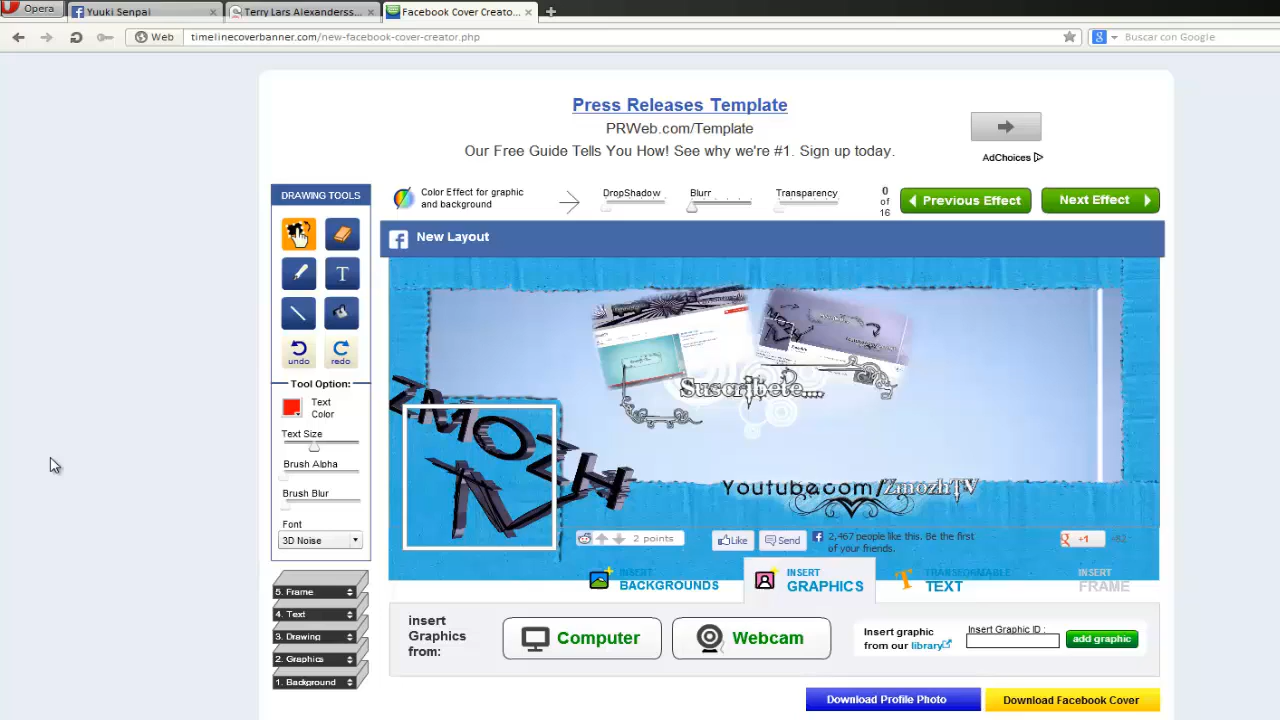 Opera
Yuuki Senpai
Terry Lars Alexanderss...
Facebook Cover Creato...
Web
timelinecoverbanner.com/new-facebook-cover-creator.php
Buscar con Google
Press Releases Template
PRWeb.com/Template
Our Free Guide Tells You How! See why we're #1. Sign up today.
AdChoices
DRAWING TOOLS
Color Effect for graphic
and background
DropShadow
Blurr
Transparency
0
of
16
Previous Effect
Next Effect
New Layout
T
undo
redo
Tool Option:
Text
Color
Text Size
Brush Alpha
Brush Blur
Font
3D Noise
Suscribete....
ZMOZH
TV
Youtube.com/ZmozhTV
2 points
Like
Send
2,467 people like this. Be the first
of your friends.
+1
INSERT
BACKGROUNDS
INSERT
GRAPHICS
TRANSFORMABLE
TEXT
INSERT
FRAME
5. Frame
4. Text
3. Drawing
2. Graphics
1. Background
insert
Graphics
from:
Computer
Webcam
Insert graphic
from our library
Insert Graphic ID :
add graphic
Download Profile Photo
Download Facebook Cover